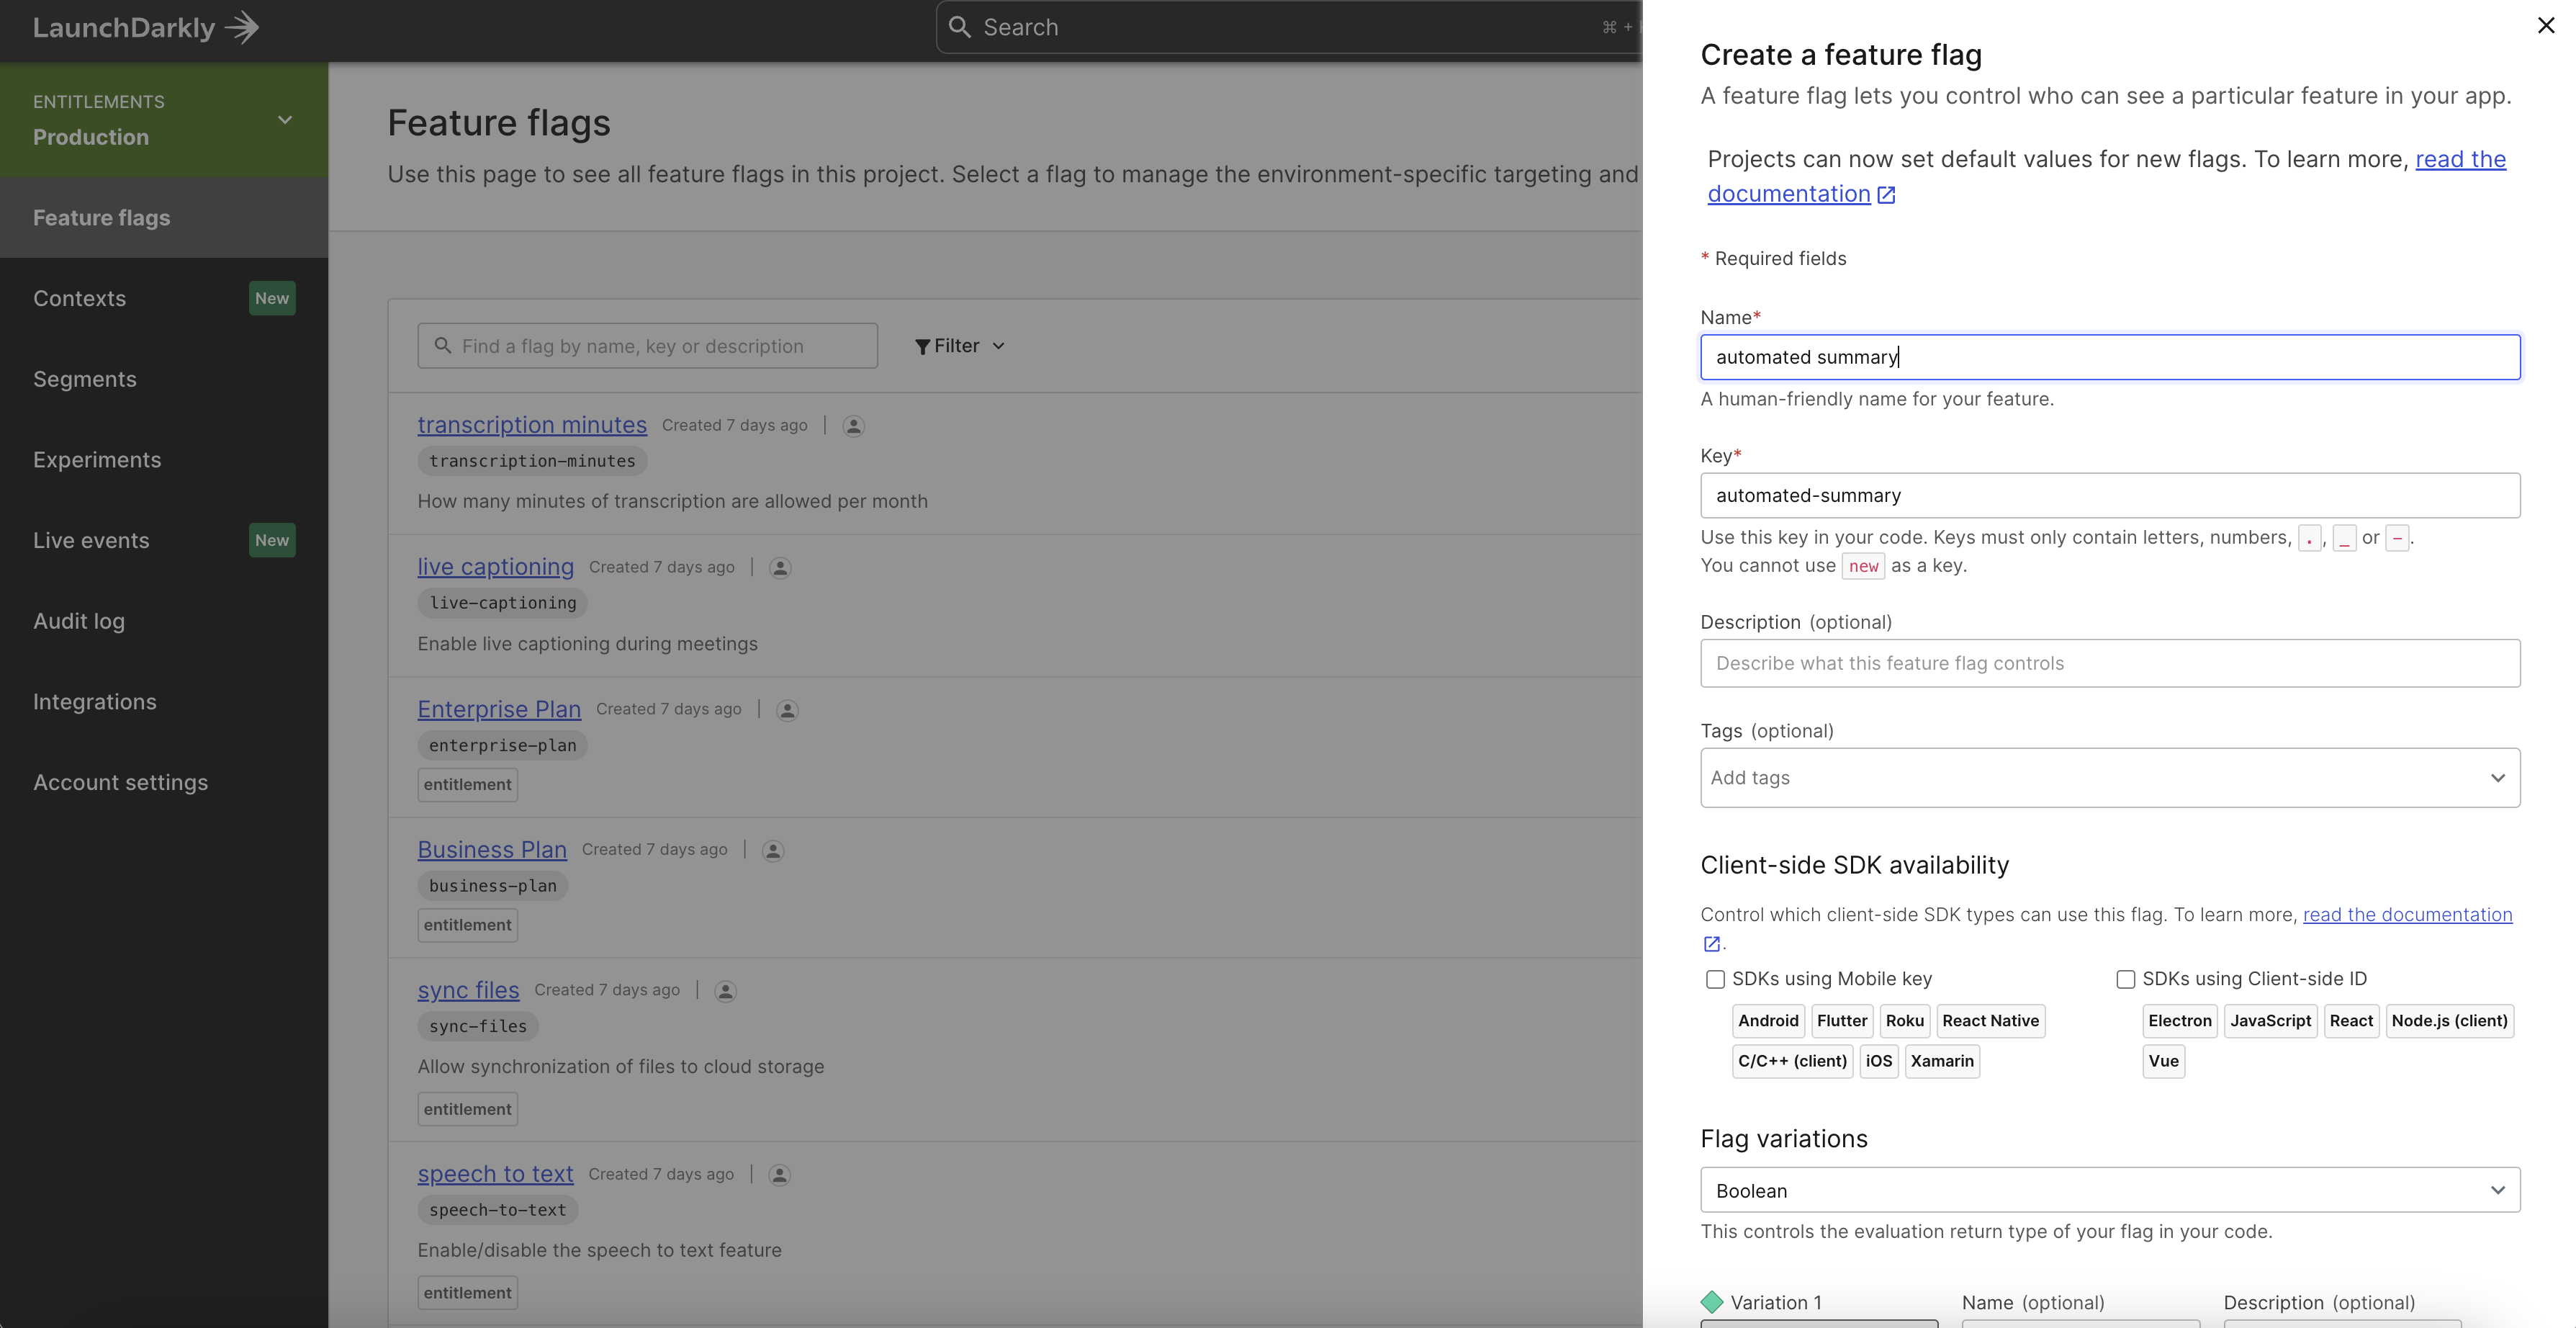 LaunchDarkly
Search
⌘ +
ENTITLEMENTS
Production
Feature flags
Contexts
New
Segments
Experiments
Live events
New
Audit log
Integrations
Account settings
Feature flags
Use this page to see all feature flags in this project. Select a flag to manage the environment-specific targeting and
Find a flag by name, key or description
Filter
transcription minutes Created 7 days ago
transcription-minutes
How many minutes of transcription are allowed per month
live captioning Created 7 days ago
live-captioning
Enable live captioning during meetings
Enterprise Plan Created 7 days ago
enterprise-plan
entitlement
Business Plan Created 7 days ago
business-plan
entitlement
sync files Created 7 days ago
sync-files
Allow synchronization of files to cloud storage
entitlement
speech to text Created 7 days ago
speech-to-text
Enable/disable the speech to text feature
entitlement
Create a feature flag
A feature flag lets you control who can see a particular feature in your app.
Projects can now set default values for new flags. To learn more, read the
documentation
* Required fields
Name*
automated summary
A human-friendly name for your feature.
Key*
automated-summary
Use this key in your code. Keys must only contain letters, numbers, . , _ or - .
You cannot use new as a key.
Description (optional)
Describe what this feature flag controls
Tags (optional)
Add tags
Client-side SDK availability
Control which client-side SDK types can use this flag. To learn more, read the documentation
.
SDKs using Mobile key
Android Flutter Roku React Native
C/C++ (client) iOS Xamarin
SDKs using Client-side ID
Electron JavaScript React Node.js (client)
Vue
Flag variations
Boolean
This controls the evaluation return type of your flag in your code.
Variation 1 Name (optional) Description (optional)